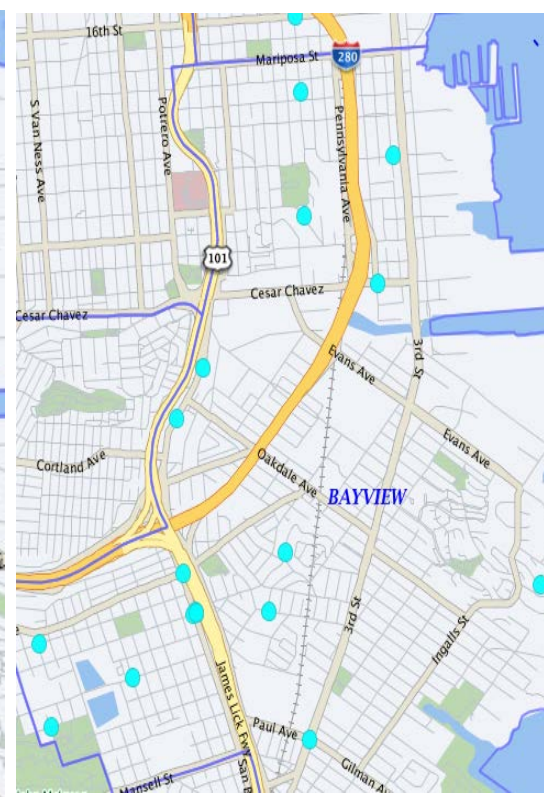 16th St
Mariposa St
280
S Van Ness Ave
Potrero Ave
Pennsylvania Ave
101
Cesar Chavez
Cesar Chavez
3rd St
Evans Ave
Evans Ave
Cortland Ave
Oakdale Ave
BAYVIEW
3rd St
Ingalls St
James Lick Fwy
San B
Paul Ave
Gilman Av
Mansell St